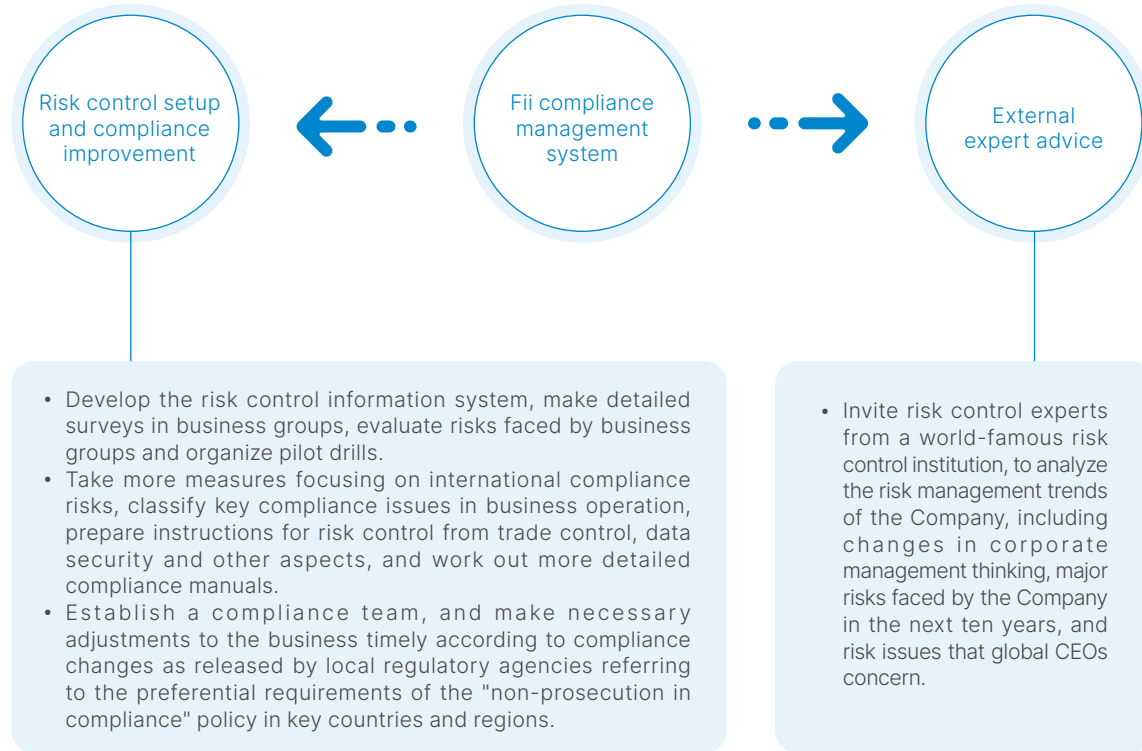 Risk control setup
and compliance
improvement
Fii compliance
management
system
External
expert advice
• Develop the risk control information system, make detailed
surveys in business groups, evaluate risks faced by business
groups and organize pilot drills.
• Take more measures focusing on international compliance
risks, classify key compliance issues in business operation,
prepare instructions for risk control from trade control, data
security and other aspects, and work out more detailed
compliance manuals.
• Establish a compliance team, and make necessary
adjustments to the business timely according to compliance
changes as released by local regulatory agencies referring
to the preferential requirements of the "non-prosecution in
compliance" policy in key countries and regions.
• Invite risk control experts
from a world-famous risk
control institution, to analyze
the risk management trends
of the Company, including
changes in corporate
management thinking, major
risks faced by the Company
in the next ten years, and
risk issues that global CEOs
concern.